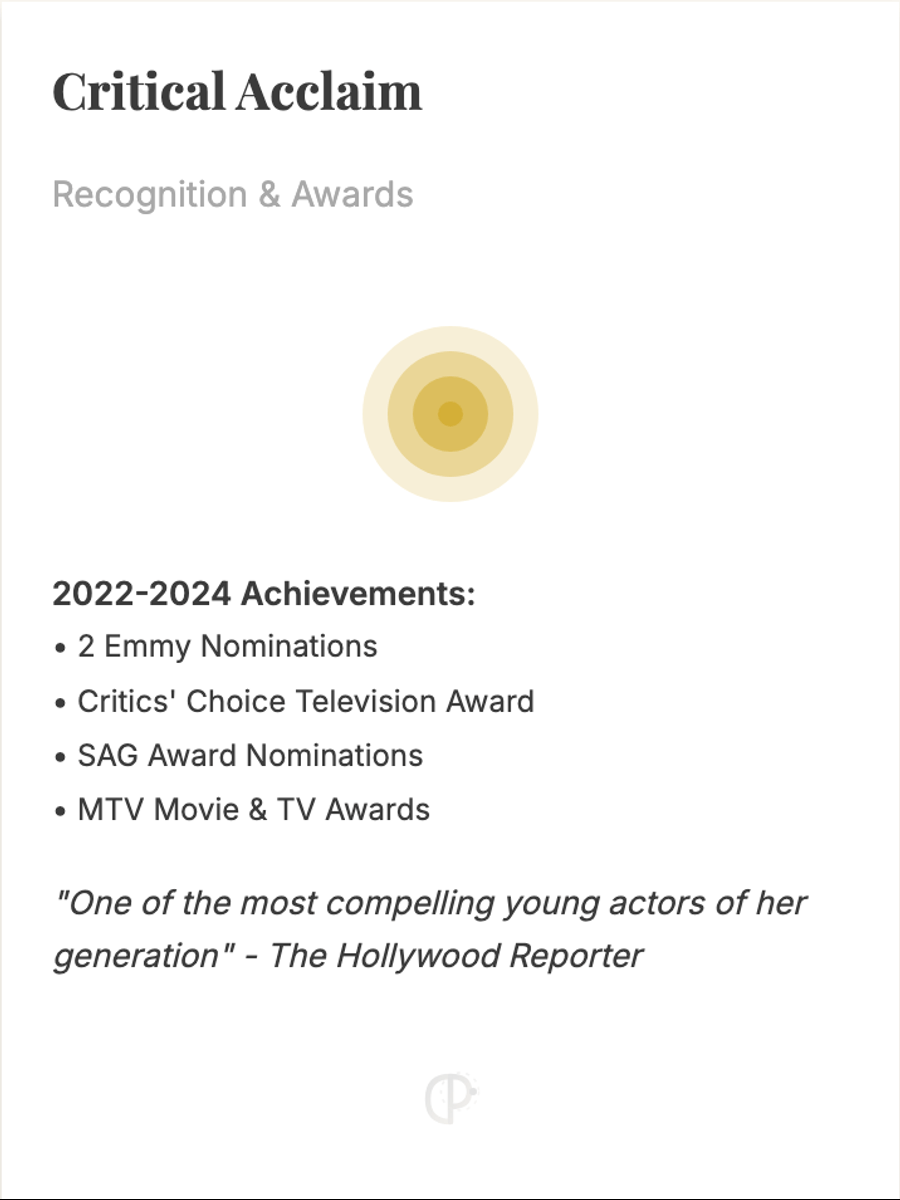 Critical Acclaim
Recognition & Awards
2022-2024 Achievements:
• 2 Emmy Nominations
• Critics' Choice Television Award
• SAG Award Nominations
• MTV Movie & TV Awards
"One of the most compelling young actors of her
generation" - The Hollywood Reporter